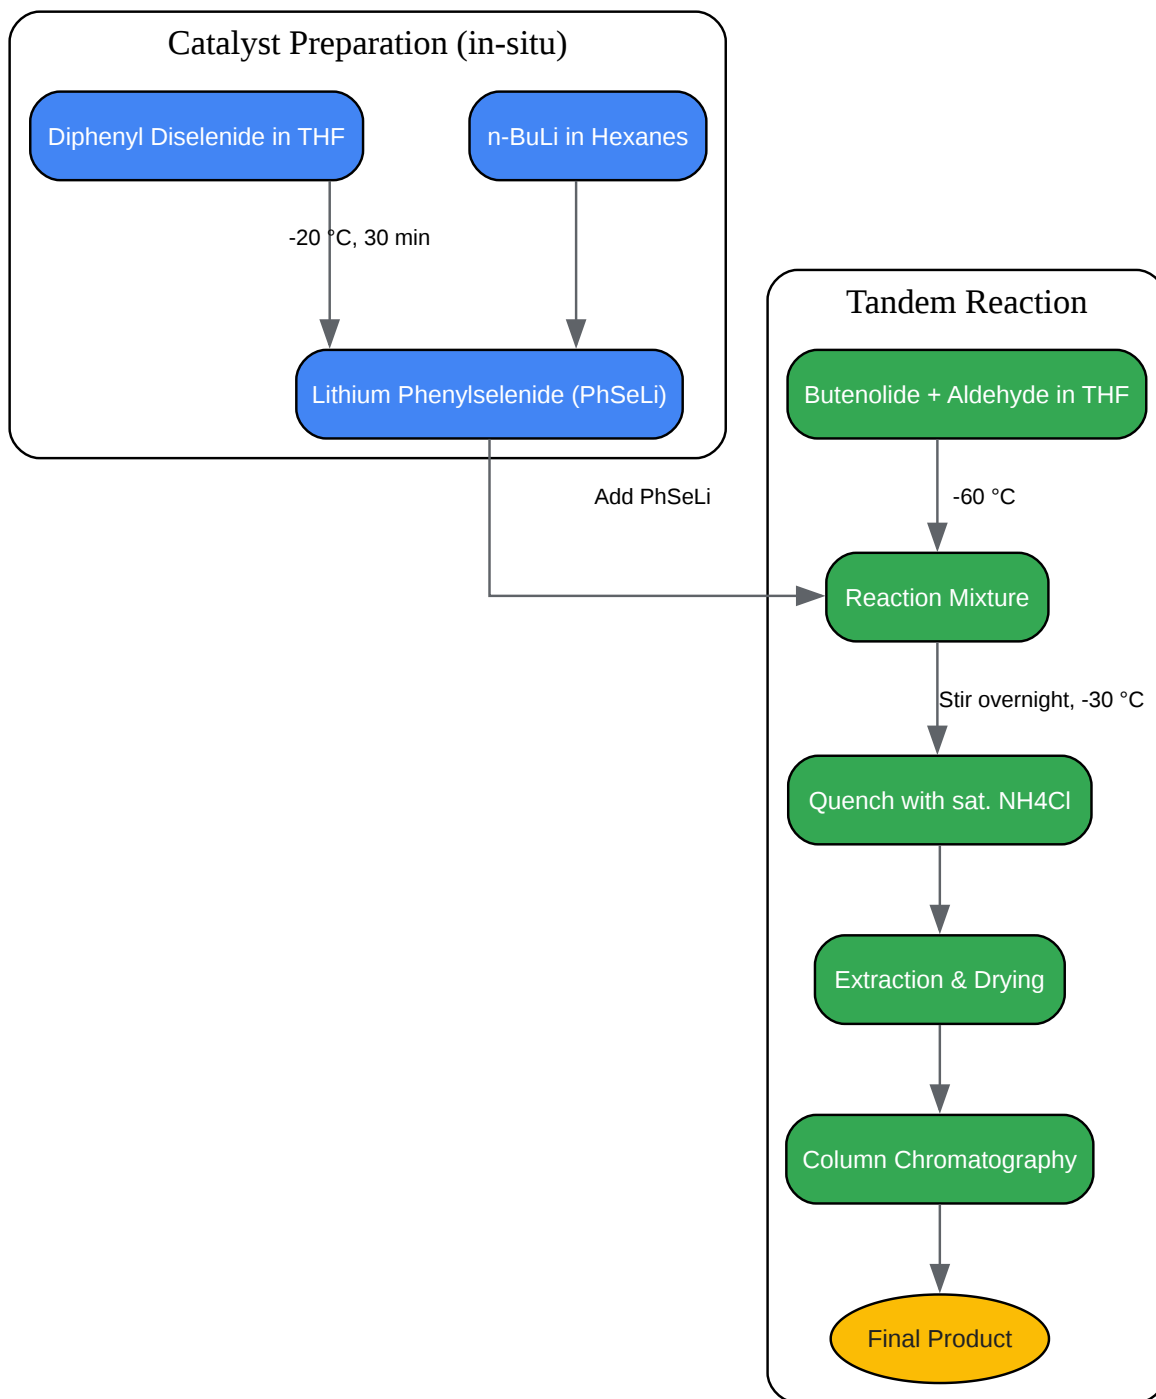 Catalyst Preparation (in-situ)
Diphenyl Diselenide in THF
n-BuLi in Hexanes
-20 °C, 30 min
Lithium Phenylselenide (PhSeLi)
Add PhSeLi
Tandem Reaction
Butenolide + Aldehyde in THF
-60 °C
Reaction Mixture
Stir overnight, -30 °C
Quench with sat. NH4Cl
Extraction & Drying
Column Chromatography
Final Product